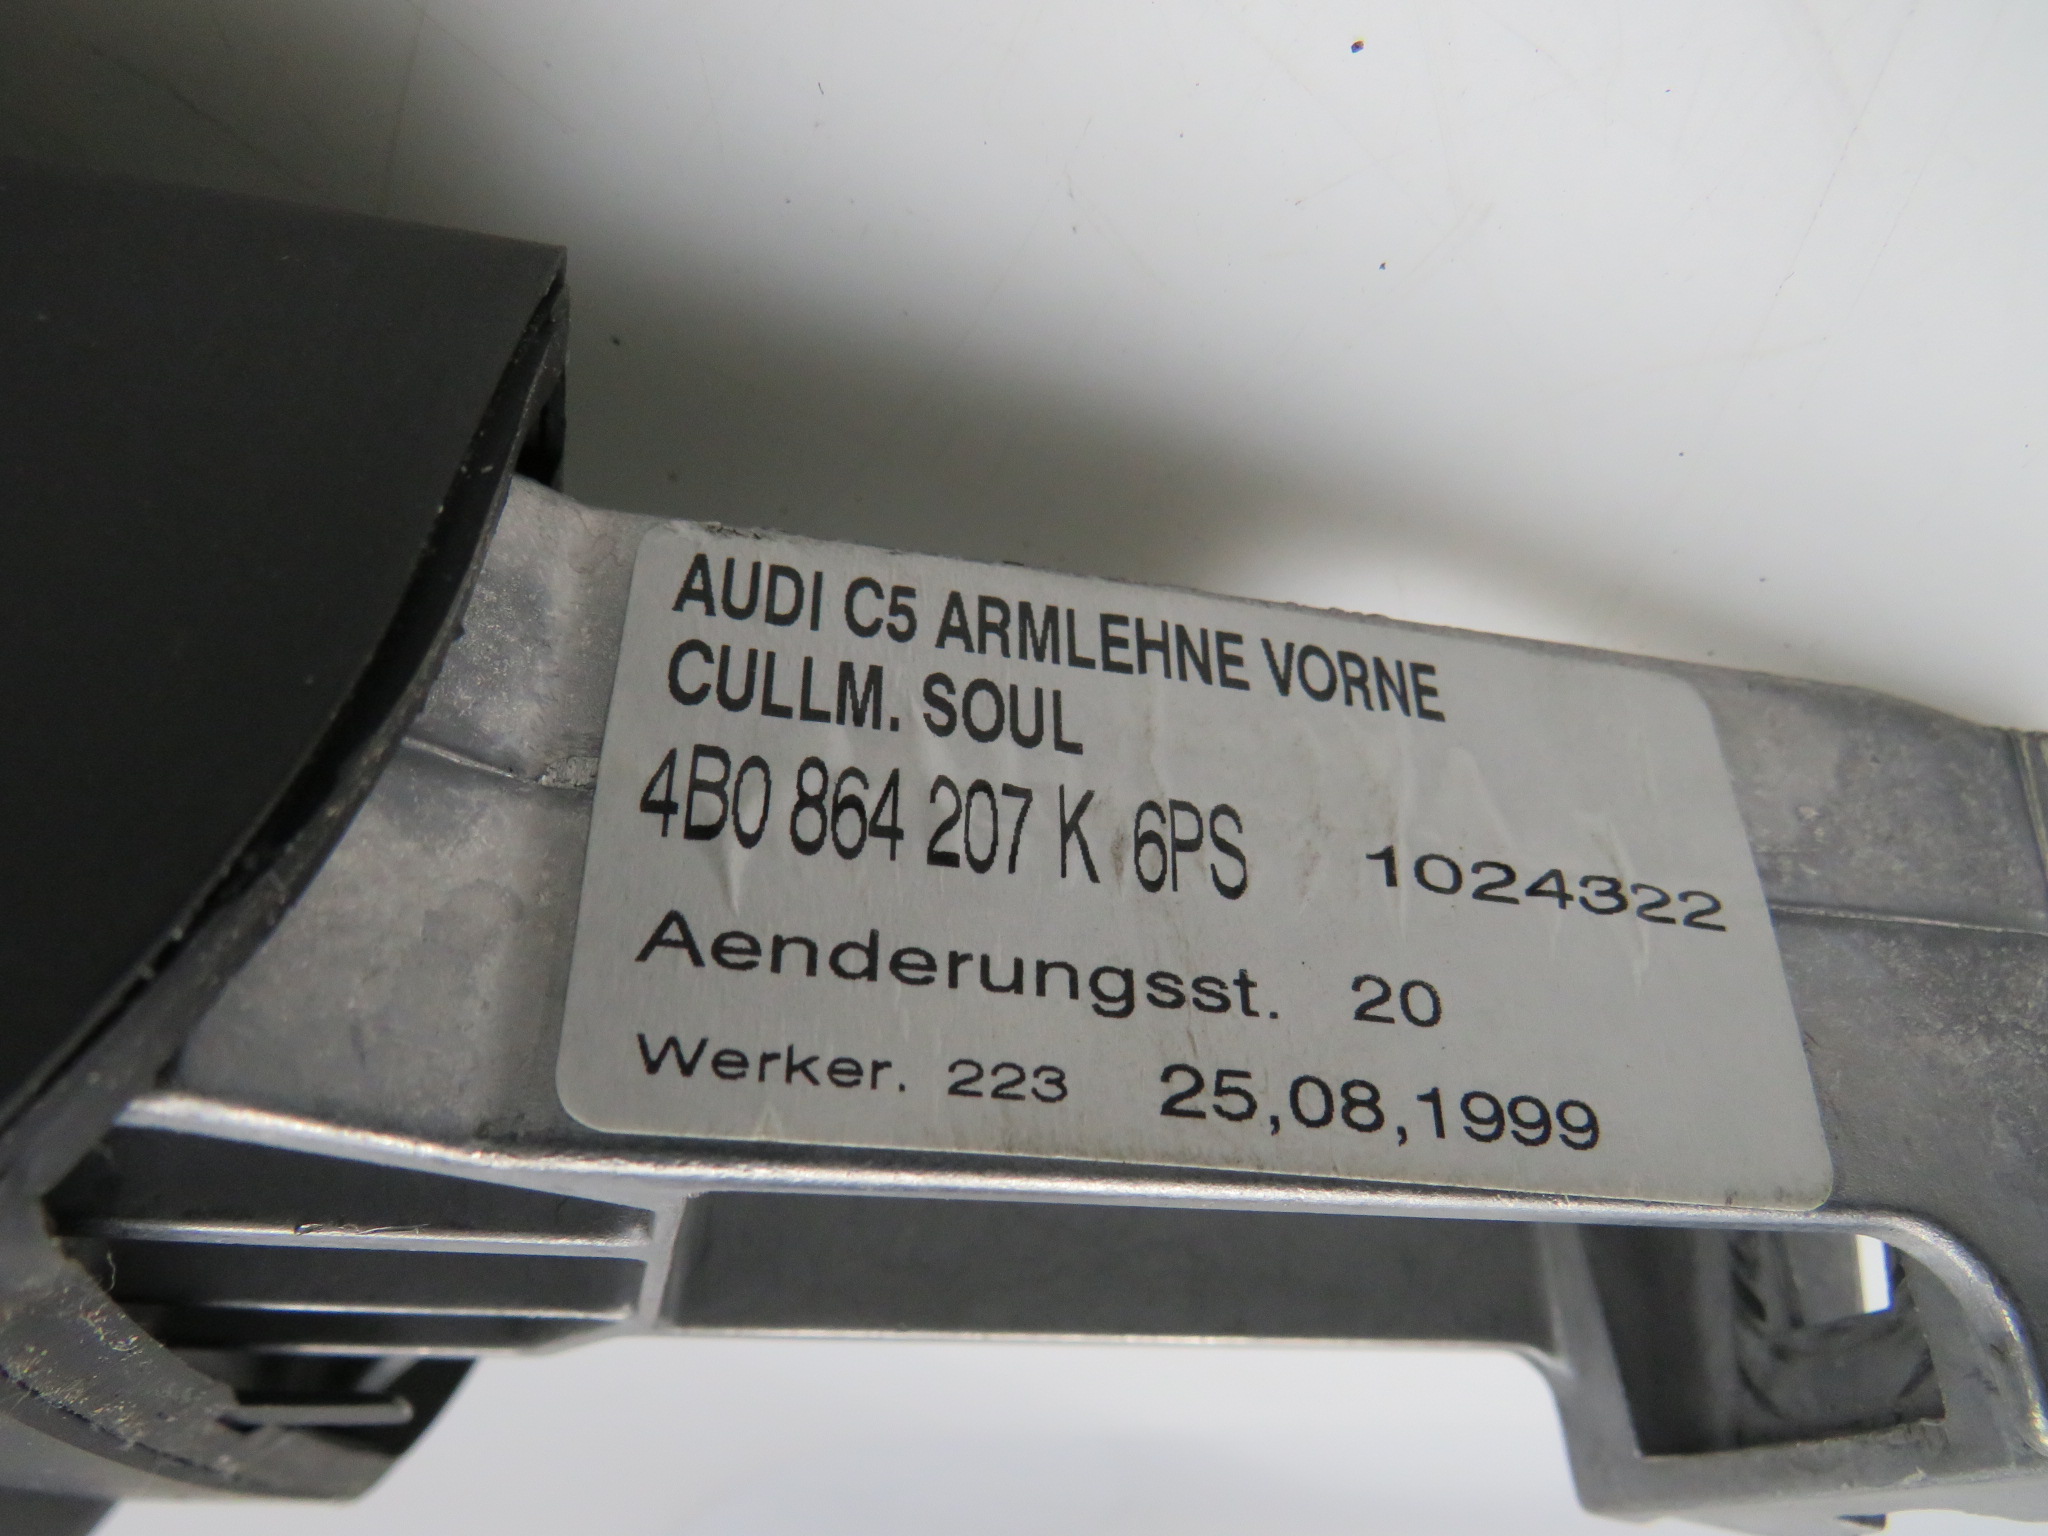 AUDI C5 ARMLEHNE VORNE
CULLM. SOUL
4B0 864 207 K 6PS 1024322
Aenderungsst. 20
Werker. 223 25,08,1999